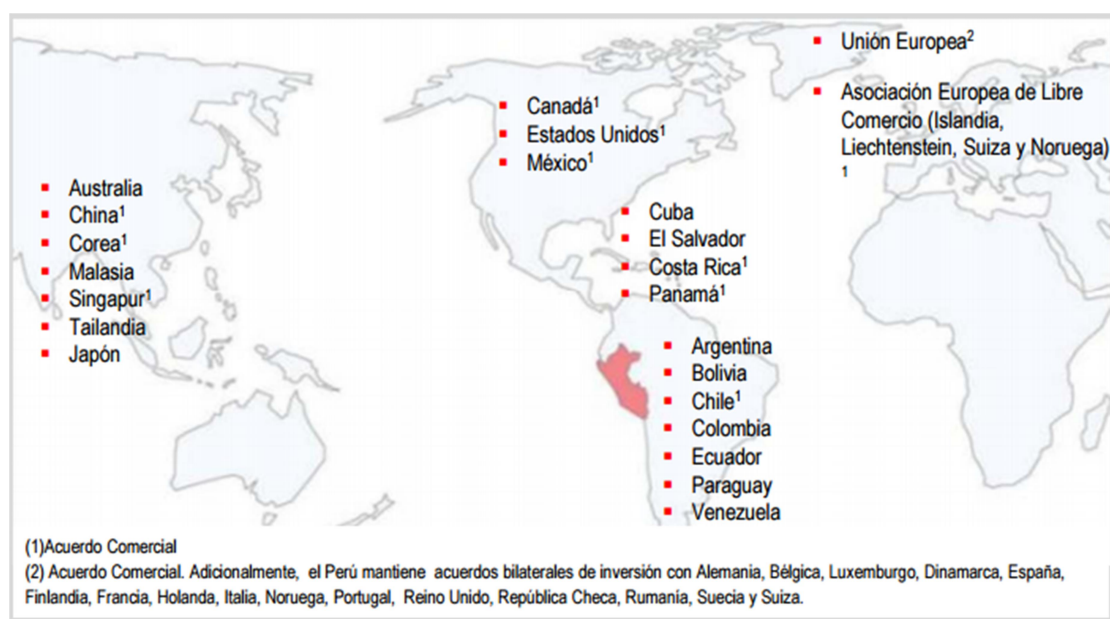 Unión Europea²
Asociación Europea de Libre
Comercio (Islandia,
Liechtenstein, Suiza y Noruega)
1
Canadá¹
Estados Unidos¹
México¹
Australia
China¹
Corea¹
Malasia
Singapur¹
Tailandia
Japón
Cuba
El Salvador
Costa Rica¹
Panamá¹
Argentina
Bolivia
Chile¹
Colombia
Ecuador
Paraguay
Venezuela
(1)Acuerdo Comercial
(2) Acuerdo Comercial. Adicionalmente, el Perú mantiene acuerdos bilaterales de inversión con Alemania, Bélgica, Luxemburgo, Dinamarca, España,
Finlandia, Francia, Holanda, Italia, Noruega, Portugal, Reino Unido, República Checa, Rumanía, Suecia y Suiza.